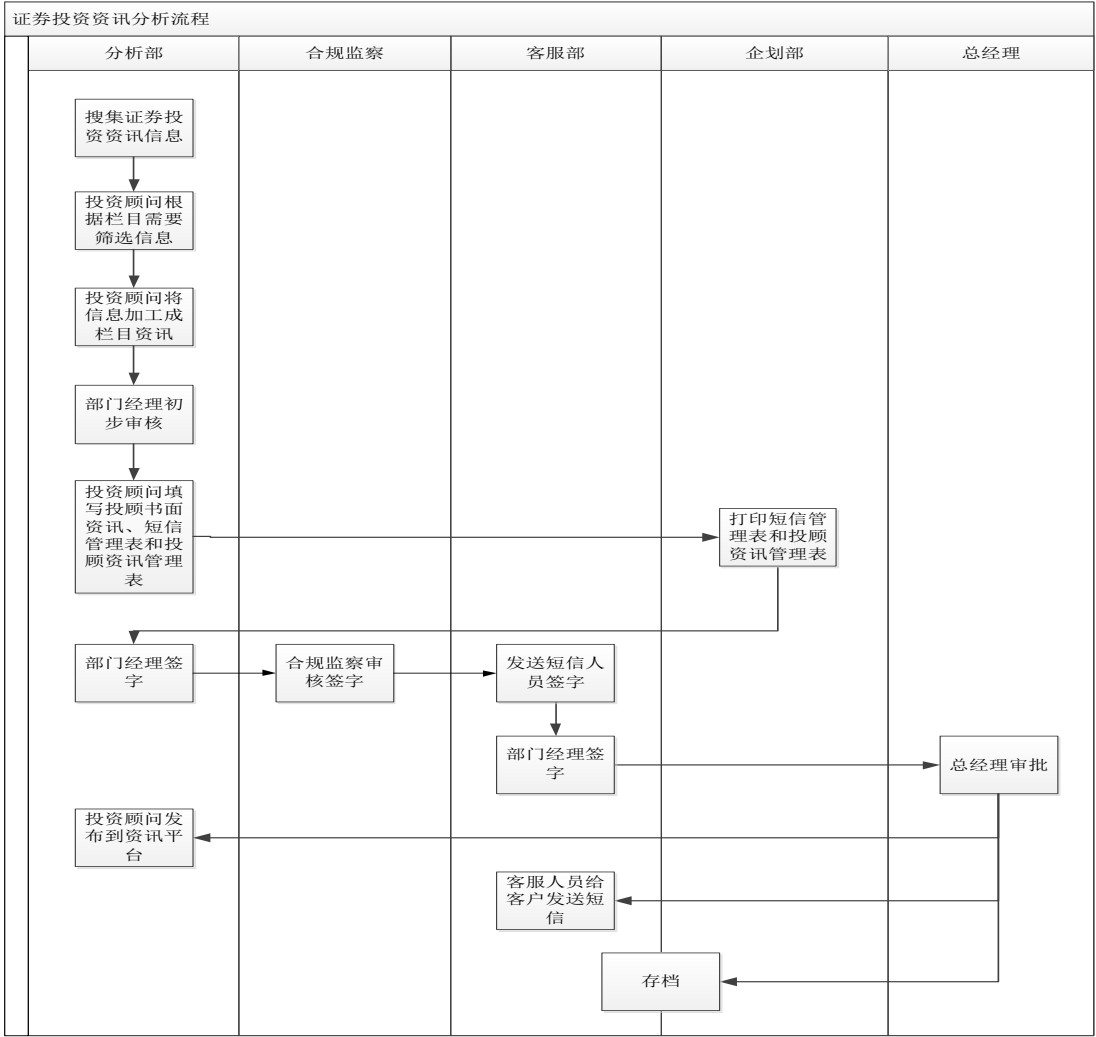 证券投资资讯分析流程
分析部
合规监察
客服部
企划部
总经理
搜集证券投
资资讯信息
投资顾问根
据栏目需要
筛选信息
投资顾问将
信息加工成
栏目资讯
部门经理初
步审核
投资顾问填
写投顾书面
资讯、短信
管理表和投
顾资讯管理
表
打印短信管
理表和投顾
资讯管理表
部门经理签
字
合规监察审
核签字
发送短信人
员签字
部门经理签
字
总经理审批
投资顾问发
布到资讯平
台
客服人员给
客户发送短
信
存档